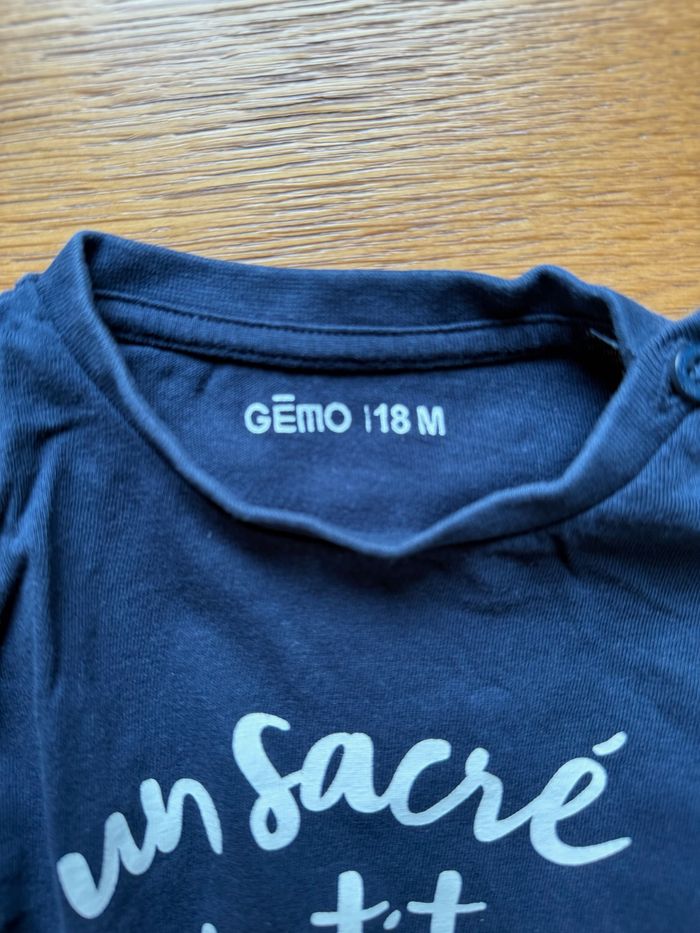 GĒMO | 18 M
un sacré